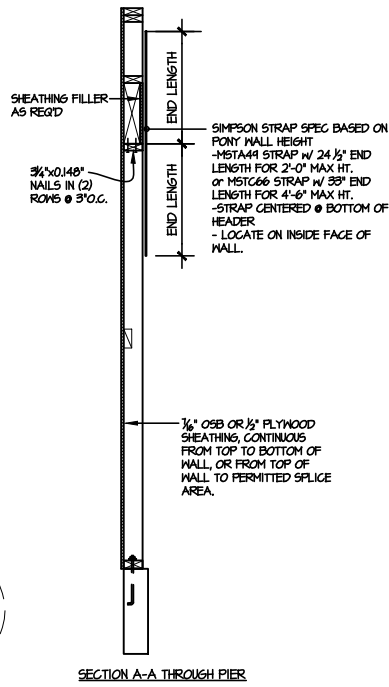 SHEATHING FILLER
AS REQ'D
END LENGTH
3¼"x0.148"
NAILS IN (2)
ROWS @ 3"O.C.
END LENGTH
SIMPSON STRAP SPEC BASED ON
PONY WALL HEIGHT
-MSTA49 STRAP W/ 24 ½" END
LENGTH FOR 2'-0" MAX HT.
or MSTC66 STRAP W/ 33" END
LENGTH FOR 4'-6" MAX HT.
-STRAP CENTERED @ BOTTOM OF
HEADER
- LOCATE ON INSIDE FACE OF
WALL.
7/16" OSB OR ½" PLYWOOD
SHEATHING, CONTINUOUS
FROM TOP TO BOTTOM OF
WALL, OR FROM TOP OF
WALL TO PERMITTED SPLICE
AREA.
SECTION A-A THROUGH PIER